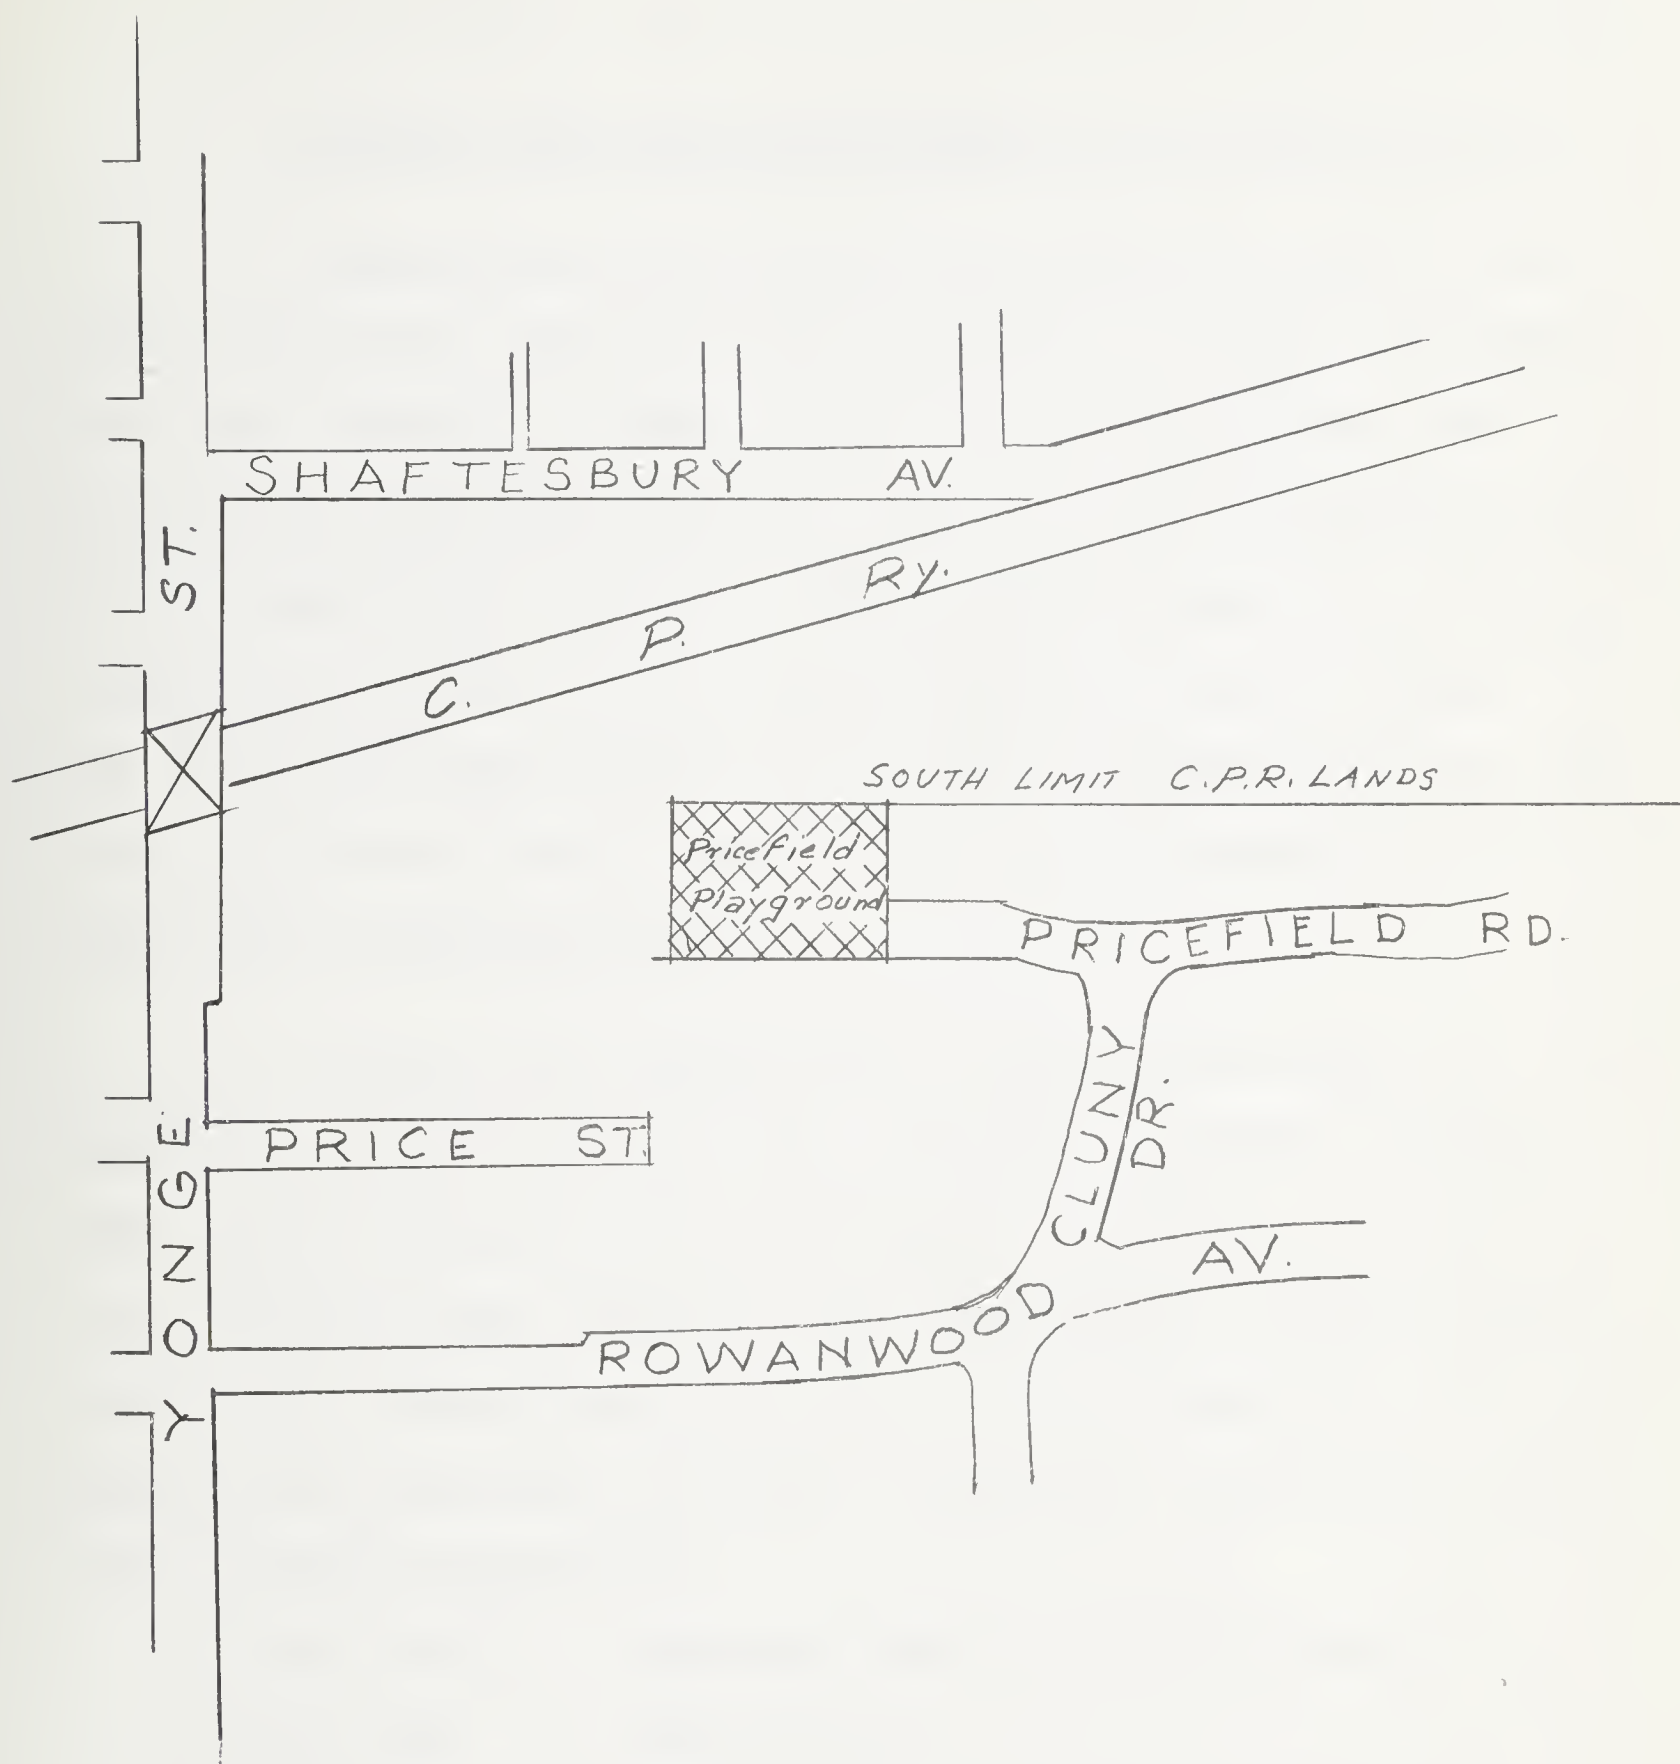 SHAFTESBURY AV.
YONGE ST.
C. P. Ry.
SOUTH LIMIT C.P.R. LANDS
Pricefield
Playground
PRICEFIELD RD.
CLUNY DR.
PRICE ST.
ROWANWOOD AV.